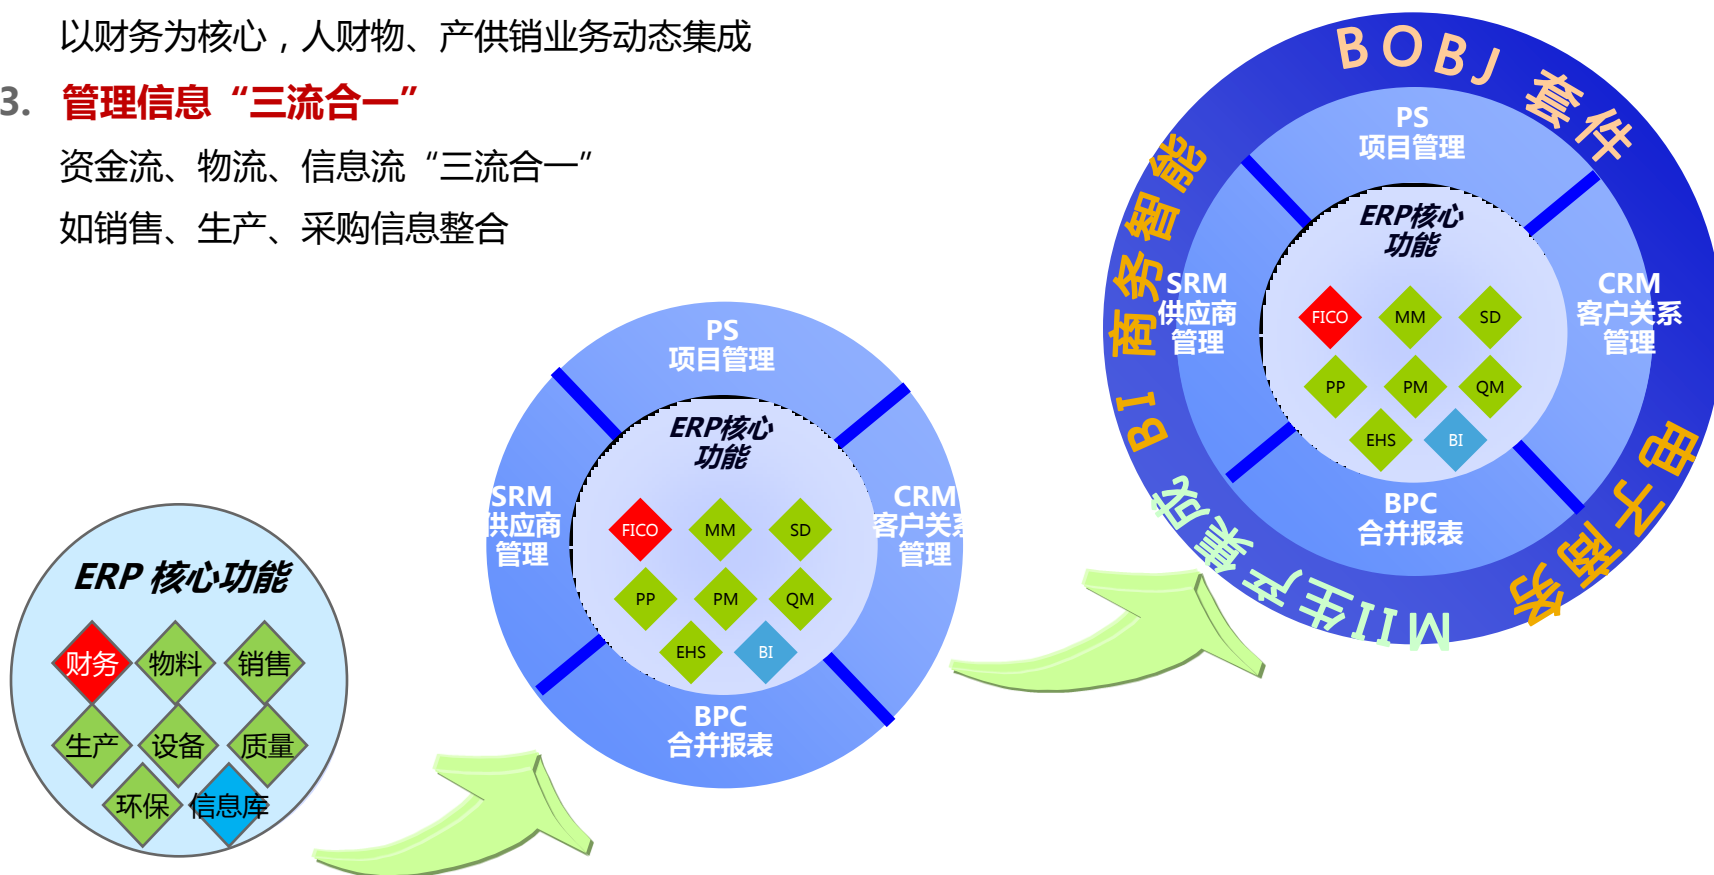 以财务为核心，人财物、产供销业务动态集成
3. 管理信息“三流合一”
资金流、物流、信息流“三流合一”
如销售、生产、采购信息整合
ERP 核心功能
财务 物料 销售
生产 设备 质量
环保 信息库
PS
项目管理
SRM
供应商
管理
CRM
客户关系
管理
BPC
合并报表
ERP核心
功能
FICO MM SD
PP PM QM
EHS BI
BOBJ 套件
BI 商务智能
MII生产集成
电子商务
PS
项目管理
SRM
供应商
管理
CRM
客户关系
管理
BPC
合并报表
ERP核心
功能
FICO MM SD
PP PM QM
EHS BI